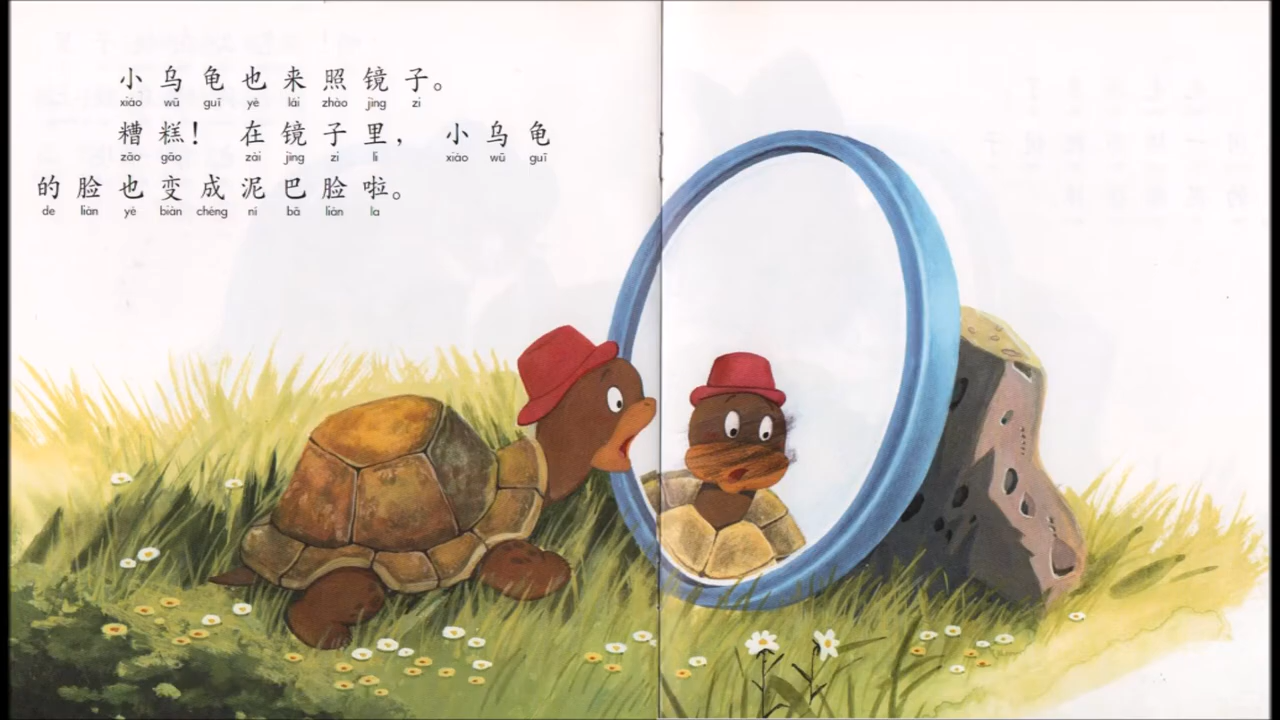 小乌龟也来照镜子。
xiǎo wū guī yě lái zhào jìng zi
糟糕！ 在镜子里， 小乌龟
zāo gāo zài jìng zi lǐ xiǎo wū guī
的脸也变成泥巴脸啦。
de liǎn yě biàn chéng ní bā liǎn la